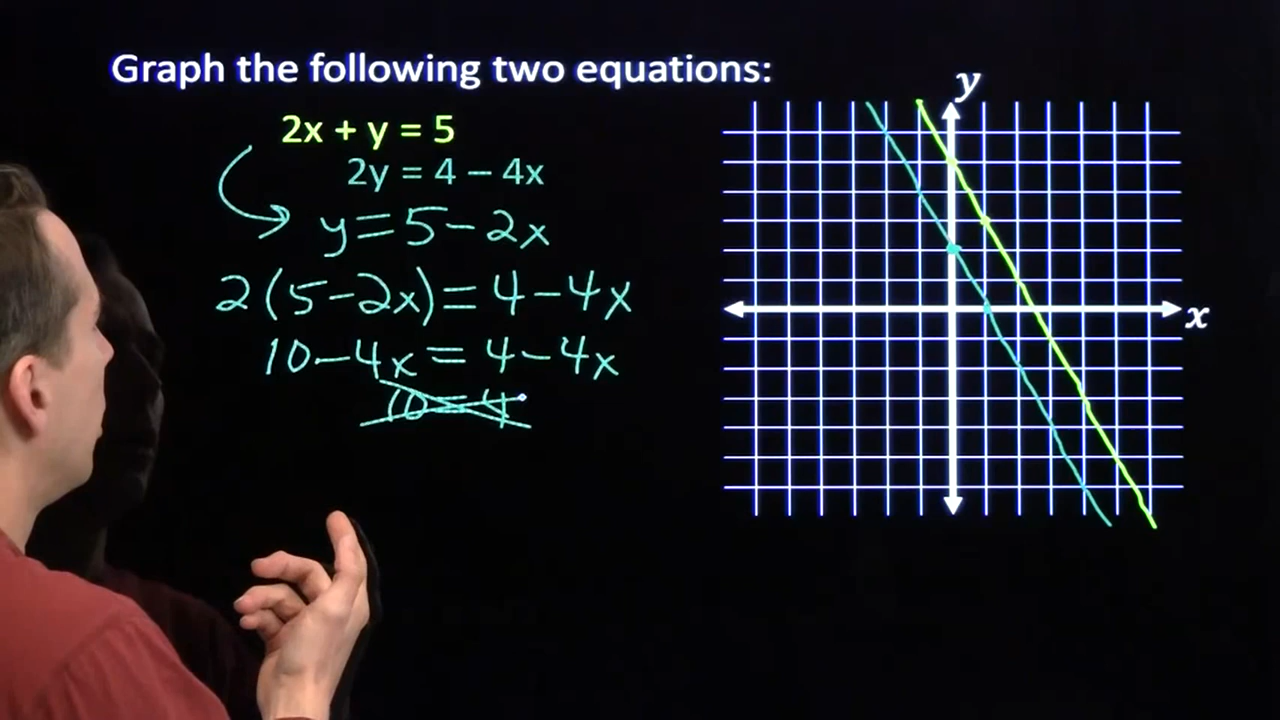 Graph the following two equations:
2x + y = 5
2y = 4 – 4x
y = 5 - 2x
2(5-2x) = 4-4x
10-4x = 4-4x
10 = 4
y
x